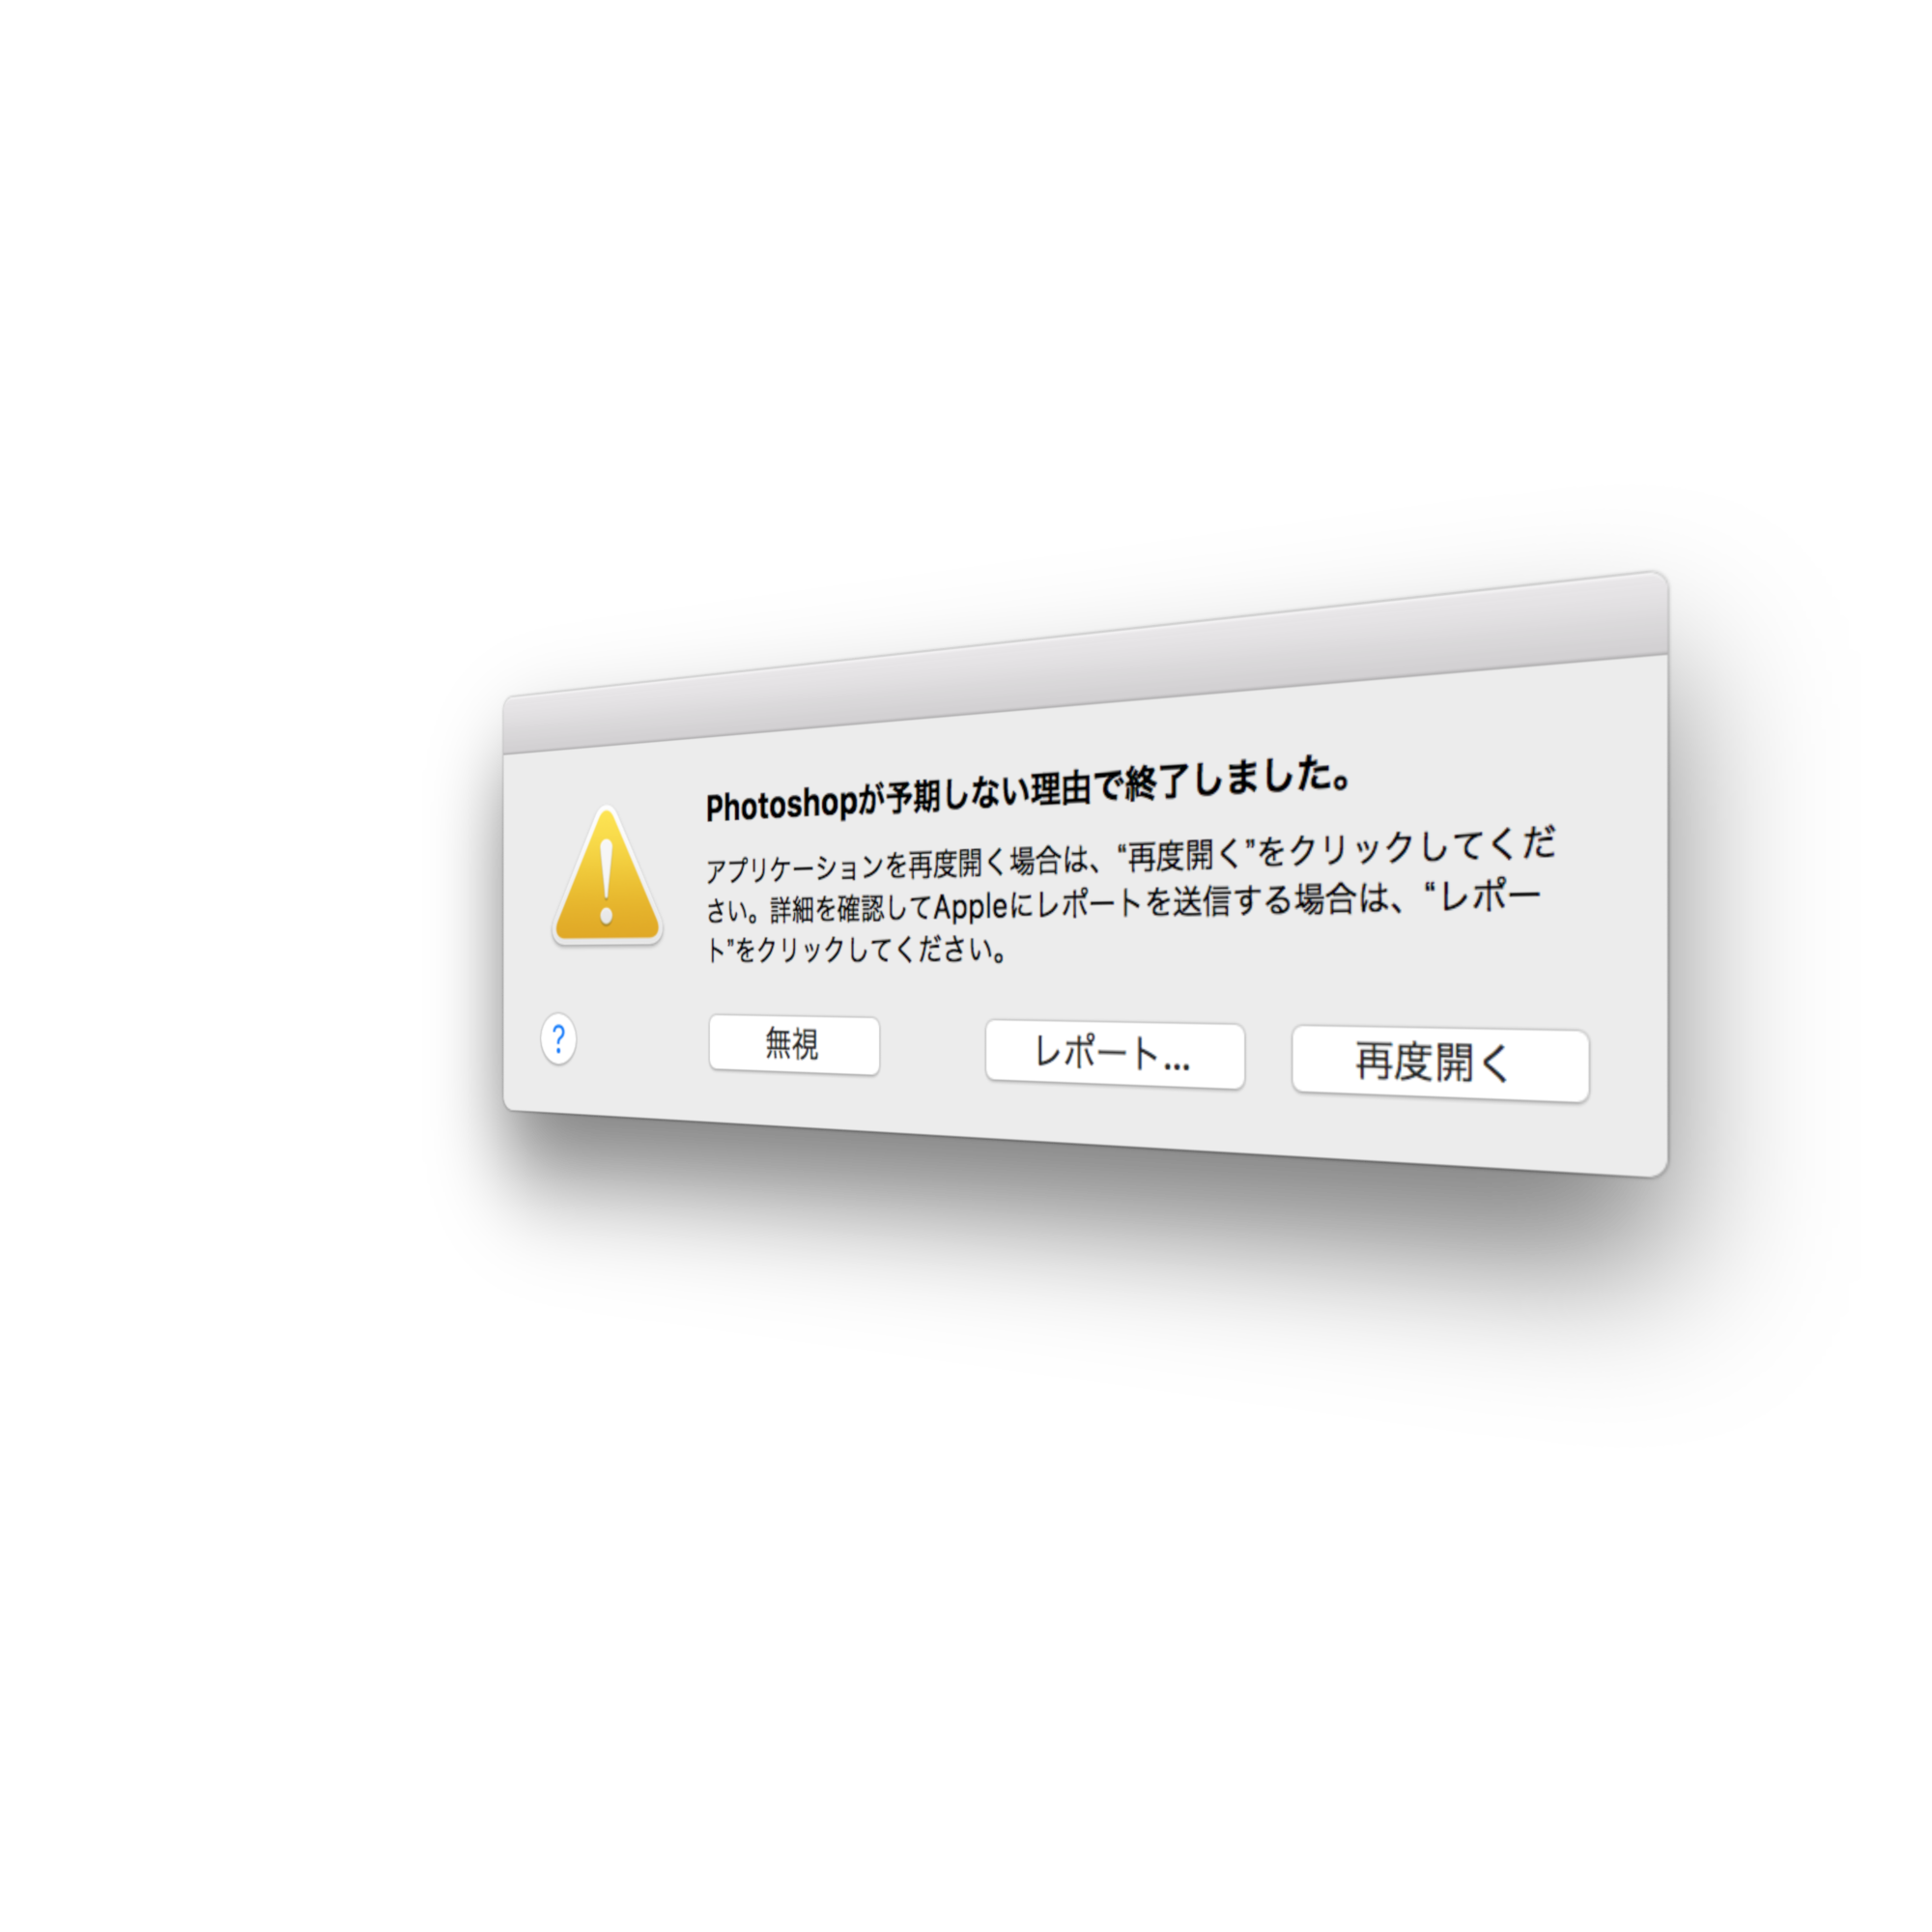 Photoshopが予期しない理由で終了しました。
アプリケーションを再度開く場合は、“再度開く”をクリックしてくだ
さい。詳細を確認してAppleにレポートを送信する場合は、“レポー
ト”をクリックしてください。
?
無視
レポート...
再度開く